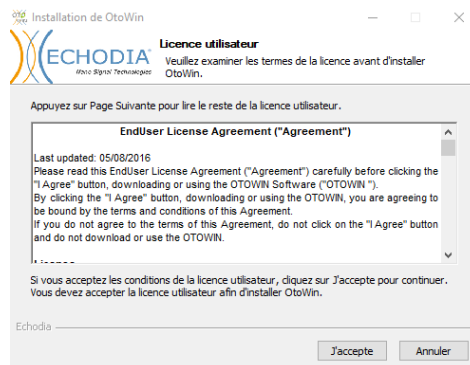 Installation de OtoWin
ECHODIA
Nano Signal Technologies
Licence utilisateur
Veuillez examiner les termes de la licence avant d'installer
OtoWin.
Appuyez sur Page Suivante pour lire le reste de la licence utilisateur.
EndUser License Agreement ("Agreement")
Last updated: 05/08/2016
Please read this EndUser License Agreement ("Agreement") carefully before clicking the
"I Agree" button, downloading or using the OTOWIN Software ("OTOWIN ").
By clicking the "I Agree" button, downloading or using the OTOWIN, you are agreeing to
be bound by the terms and conditions of this Agreement.
If you do not agree to the terms of this Agreement, do not click on the "I Agree" button
and do not download or use the OTOWIN.
License
Si vous acceptez les conditions de la licence utilisateur, cliquez sur J'accepte pour continuer.
Vous devez accepter la licence utilisateur afin d'installer OtoWin.
Echodia
J'accepte
Annuler